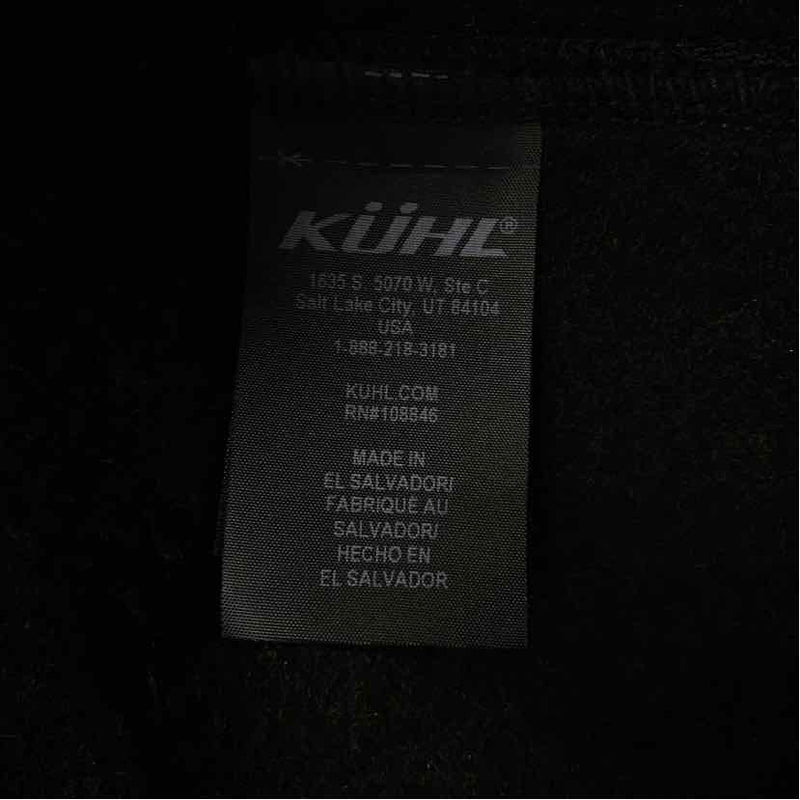 KÜHL®
1635 S 5070 W, Ste C
Salt Lake City, UT 84104
USA
1-888-218-3181
KUHL.COM
RN#108846
MADE IN
EL SALVADOR/
FABRIQUE AU
SALVADOR/
HECHO EN
EL SALVADOR